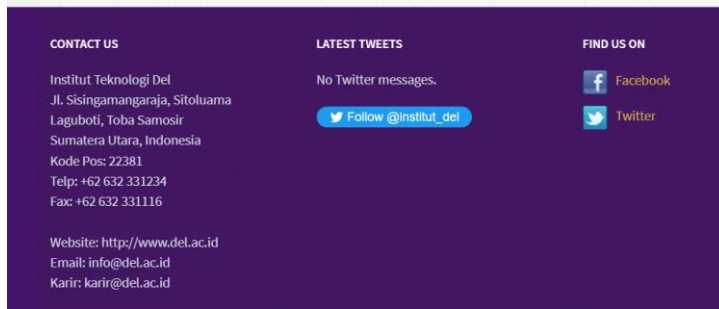 CONTACT US
Institut Teknologi Del
Jl. Sisingamangaraja, Sitoluama
Laguboti, Toba Samosir
Sumatera Utara, Indonesia
Kode Pos: 22381
Telp: +62 632 331234
Fax: +62 632 331116
Website: http://www.del.ac.id
Email: info@del.ac.id
Karir: karir@del.ac.id
LATEST TWEETS
No Twitter messages.
Follow @institut_del
FIND US ON
Facebook
Twitter